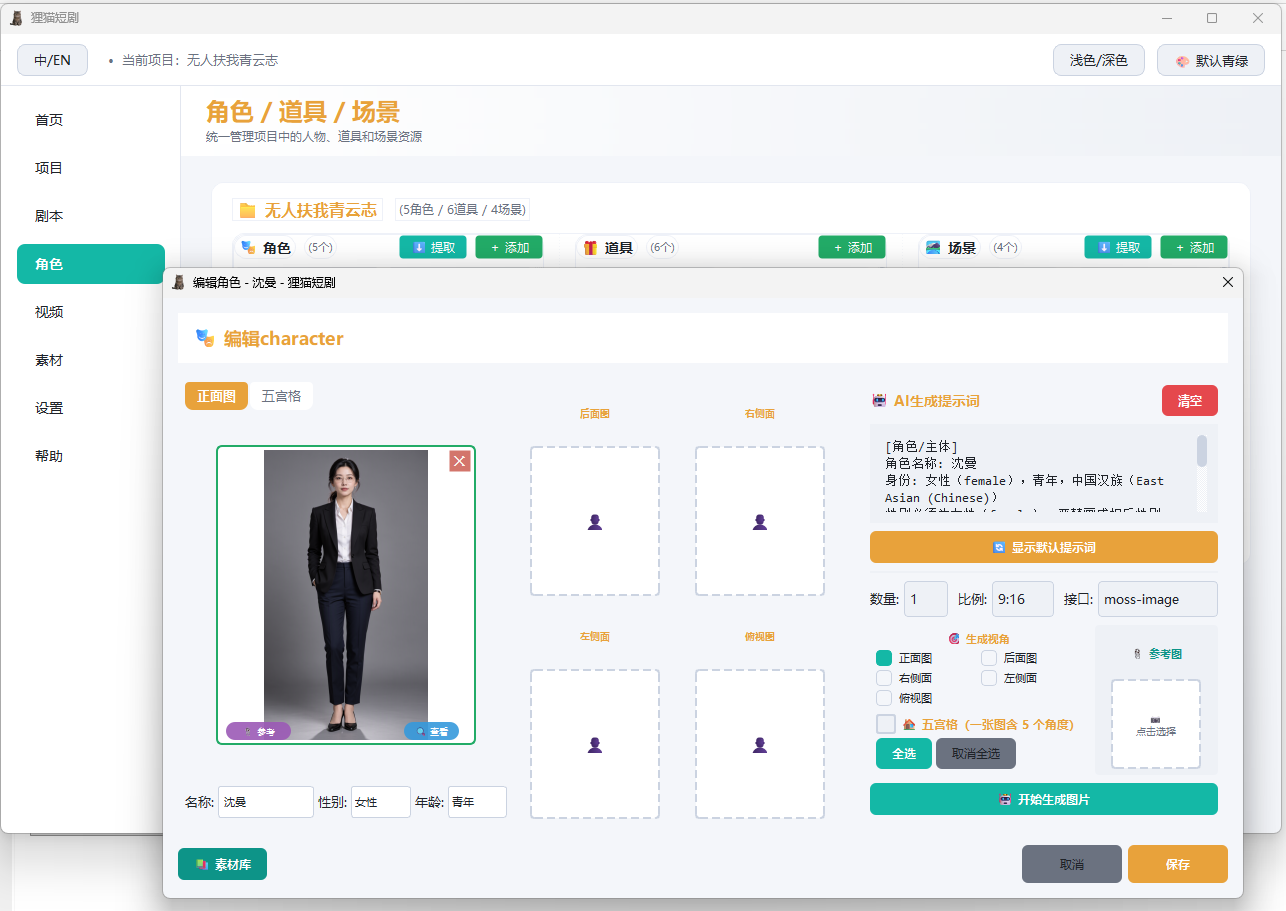 狸猫短剧
中/EN
• 当前项目: 无人扶我青云志
浅色/深色
默认青绿
首页
项目
剧本
角色
视频
素材
设置
帮助
角色 / 道具 / 场景
统一管理项目中的人物、道具和场景资源
无人扶我青云志
(5角色 / 6道具 / 4场景)
角色
(5个)
提取
+ 添加
道具
(6个)
+ 添加
场景
(4个)
提取
+ 添加
编辑角色 - 沈曼 - 狸猫短剧
编辑character
正面图
五宫格
参考
查看
名称:
沈曼
性别:
女性
年龄:
青年
后面图
右侧面
左侧面
俯视图
AI生成提示词
清空
[角色/主体]
角色名称: 沈曼
身份: 女性（female），青年，中国汉族（East
Asian (Chinese)）
显示默认提示词
数量:
1
比例:
9:16
接口:
moss-image
生成视角
正面图
后面图
右侧面
左侧面
俯视图
五宫格（一张图含 5 个角度）
全选
取消全选
参考图
点击选择
开始生成图片
素材库
取消
保存